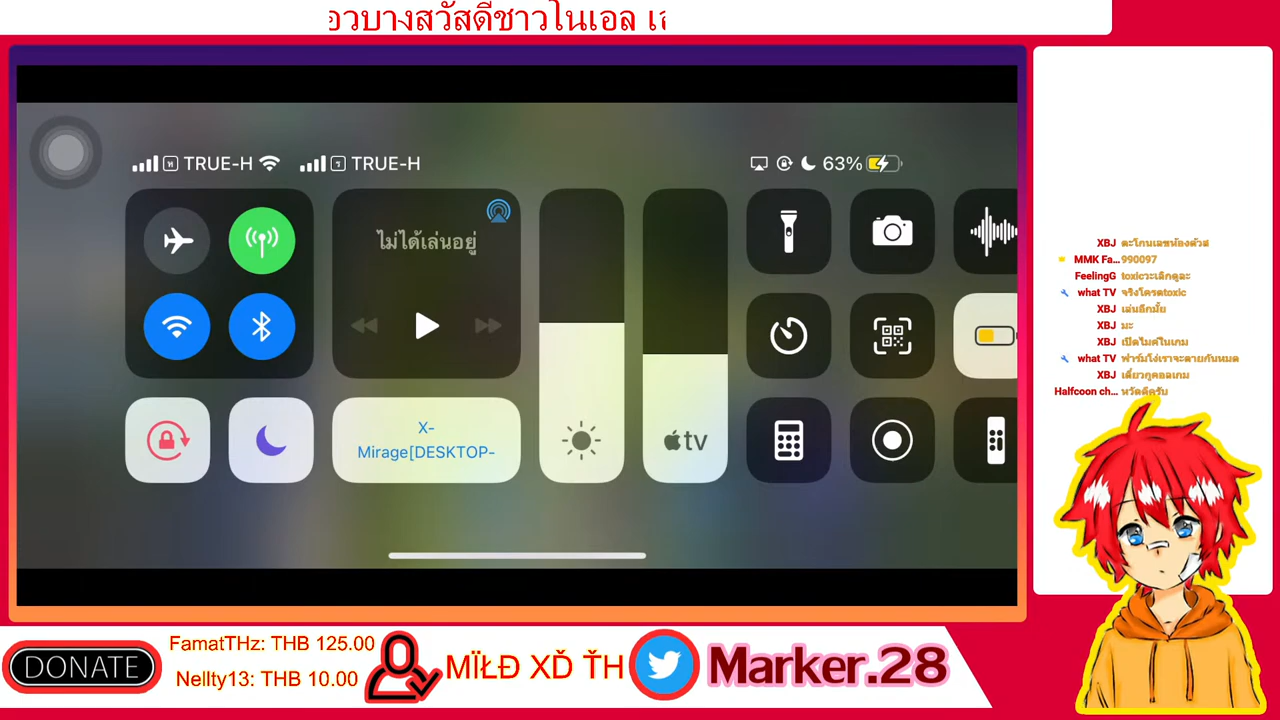 อวบางสวัสดีชาวโนเอล
TRUE-H
TRUE-H
63%
ไม่ได้เล่นอยู่
X-
Mirage[DESKTOP-
tv
XBJ ตะโกนเลขห้องตัวส
MMK Fa... 990097
FeelingG toxicวะเลิกดูละ
what TV จริงโครตtoxic
XBJ เล่นอีกมั้ย
XBJ มะ
XBJ เปิดไมค์ในเกม
what TV ฟาร์มโง่เราจะตายกันหมด
XBJ เดี๋ยวกูคอลเกม
Halfcoon ch... หวัดดีครับ
DONATE
FamatTHz: THB 125.00
Nellty13: THB 10.00
MÏŁĐ XĎ ŤH
Marker.28